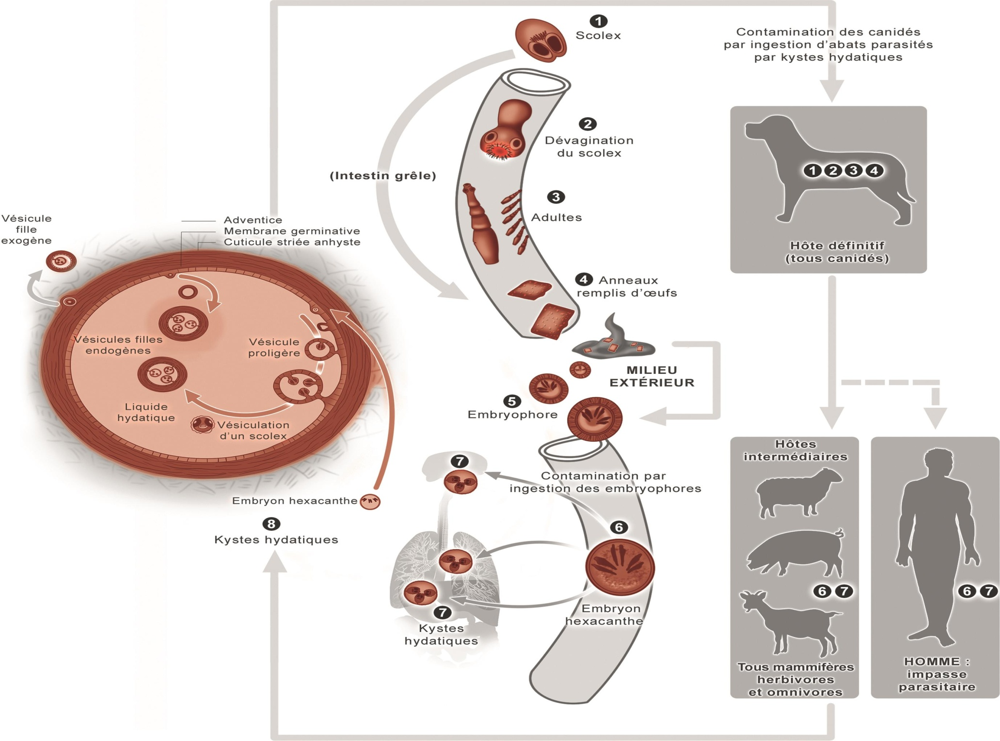 1
Scolex
Contamination des canidés
par ingestion d'abats parasités
par kystes hydatiques
2
Dévagination
du scolex
(Intestin grêle)
3
Adultes
4 Anneaux
remplis d'œufs
1 2 3 4
Hôte définitif
(tous canidés)
Vésicule
fille
exogène
Adventice
Membrane germinative
Cuticule striée anhyste
Vésicules filles
endogènes
Vésicule
proligère
Liquide
hydatique
Vésiculation
d'un scolex
Embryon hexacanthe
8
Kystes hydatiques
MILIEU
EXTÉRIEUR
5
Embryophore
7
Contamination par
ingestion des embryophores
6
Embryon
hexacanthe
7
Kystes
hydatiques
Hôtes
intermédiaires
6 7
Tous mammifères
herbivores
et omnivores
6 7
HOMME :
impasse
parasitaire